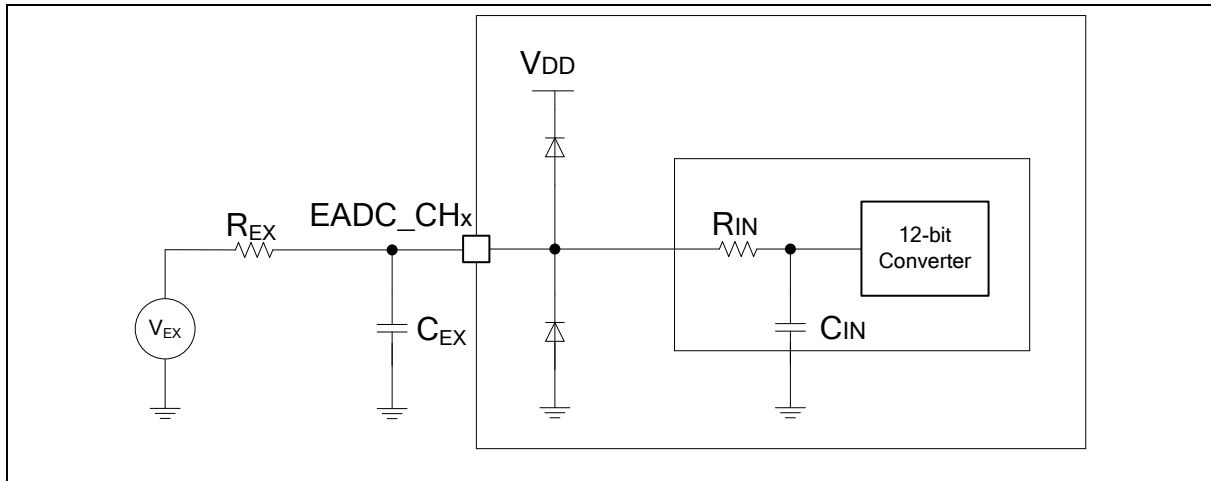 VDD
EADC_CHx
REX
RIN
12-bit
Converter
VEX
CEX
CIN